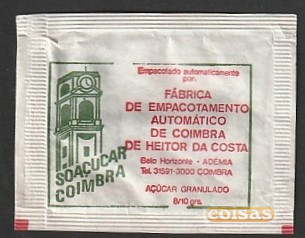 Empacotado automaticamente
por:
FÁBRICA
DE EMPACOTAMENTO
AUTOMÁTICO
DE COIMBRA
DE HEITOR DA COSTA
Belo Horizonte - ADÉMIA
Tel. 31591-3000 COIMBRA
AÇÚCAR GRANULADO
8/10 grs.
SOAÇUCAR
COIMBRA
coisas